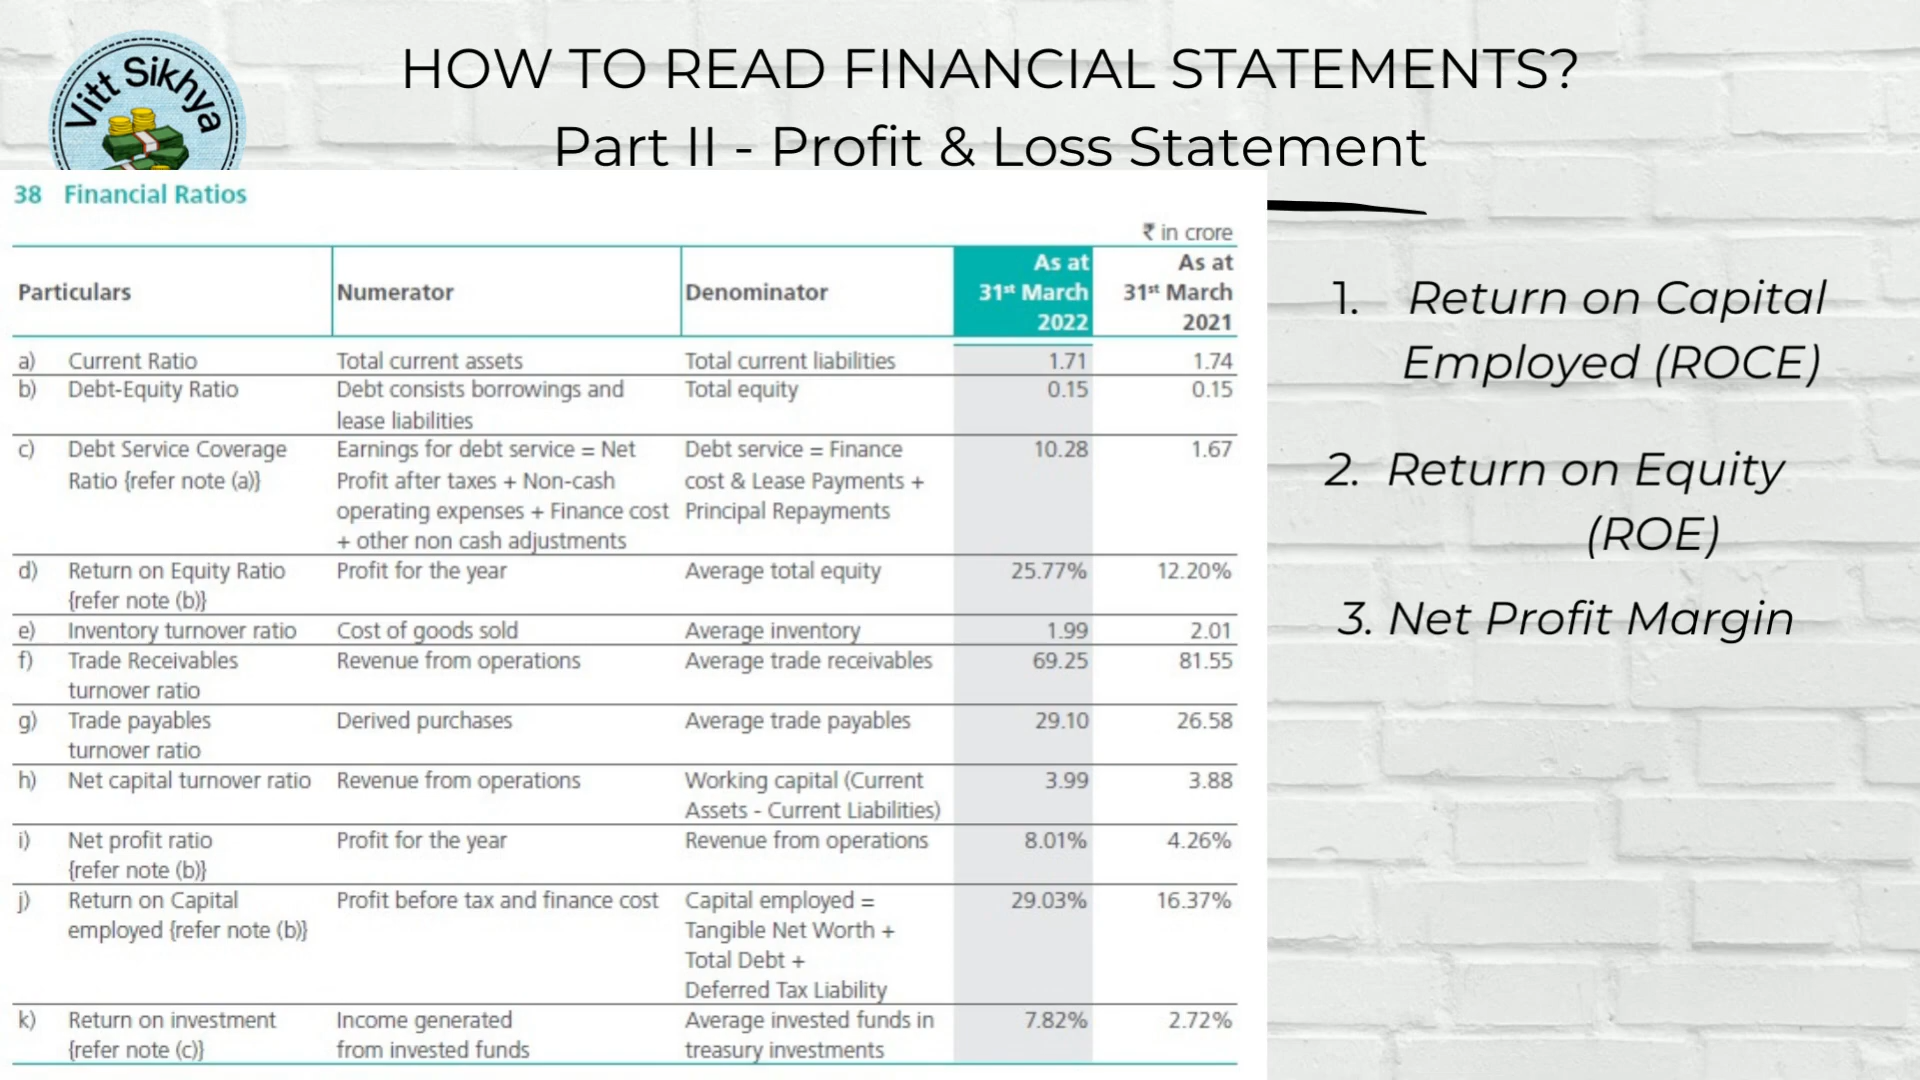 Vitt Sikhya
HOW TO READ FINANCIAL STATEMENTS?
Part II - Profit & Loss Statement
38 Financial Ratios
₹ in crore
Particulars Numerator Denominator As at 31st March 2022 As at 31st March 2021
a) Current Ratio Total current assets Total current liabilities 1.71 1.74
b) Debt-Equity Ratio Debt consists borrowings and Total equity 0.15 0.15
lease liabilities
c) Debt Service Coverage Earnings for debt service = Net Debt service = Finance 10.28 1.67
Ratio {refer note (a)} Profit after taxes + Non-cash cost & Lease Payments +
operating expenses + Finance cost Principal Repayments
+ other non cash adjustments
d) Return on Equity Ratio Profit for the year Average total equity 25.77% 12.20%
{refer note (b)}
e) Inventory turnover ratio Cost of goods sold Average inventory 1.99 2.01
f) Trade Receivables Revenue from operations Average trade receivables 69.25 81.55
turnover ratio
g) Trade payables Derived purchases Average trade payables 29.10 26.58
turnover ratio
h) Net capital turnover ratio Revenue from operations Working capital (Current 3.99 3.88
Assets - Current Liabilities)
i) Net profit ratio Profit for the year Revenue from operations 8.01% 4.26%
{refer note (b)}
j) Return on Capital Profit before tax and finance cost Capital employed = 29.03% 16.37%
employed {refer note (b)} Tangible Net Worth +
Total Debt +
Deferred Tax Liability
k) Return on investment Income generated Average invested funds in 7.82% 2.72%
{refer note (c)} from invested funds treasury investments
1. Return on Capital
Employed (ROCE)
2. Return on Equity
(ROE)
3. Net Profit Margin